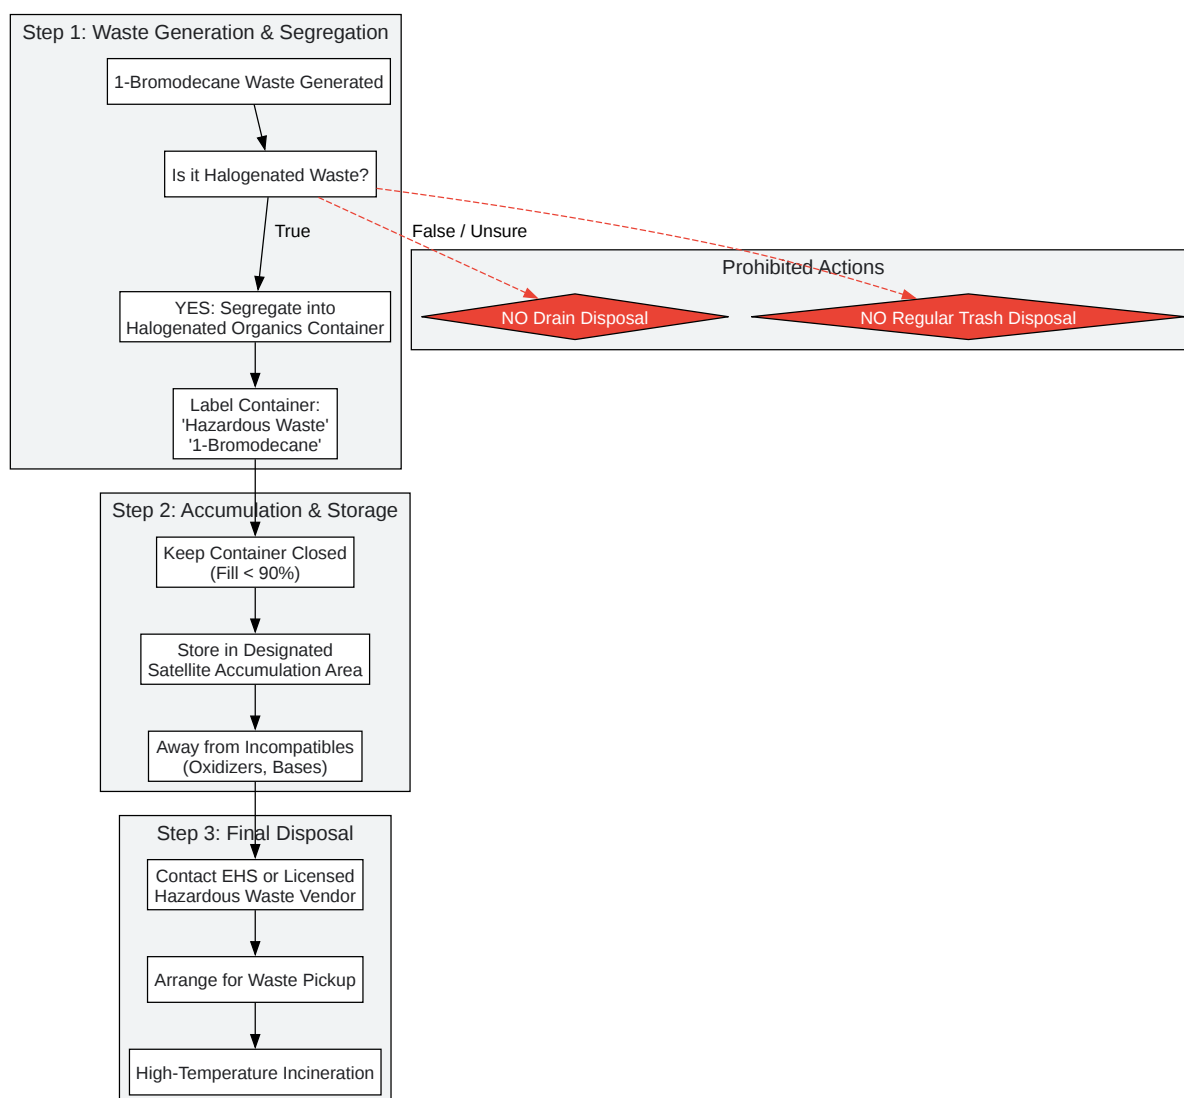 Step 1: Waste Generation & Segregation
1-Bromodecane Waste Generated
Is it Halogenated Waste?
True
False / Unsure
Prohibited Actions
NO Drain Disposal
NO Regular Trash Disposal
YES: Segregate into
Halogenated Organics Container
Label Container:
'Hazardous Waste'
'1-Bromodecane'
Step 2: Accumulation & Storage
Keep Container Closed
(Fill < 90%)
Store in Designated
Satellite Accumulation Area
Away from Incompatibles
(Oxidizers, Bases)
Step 3: Final Disposal
Contact EHS or Licensed
Hazardous Waste Vendor
Arrange for Waste Pickup
High-Temperature Incineration